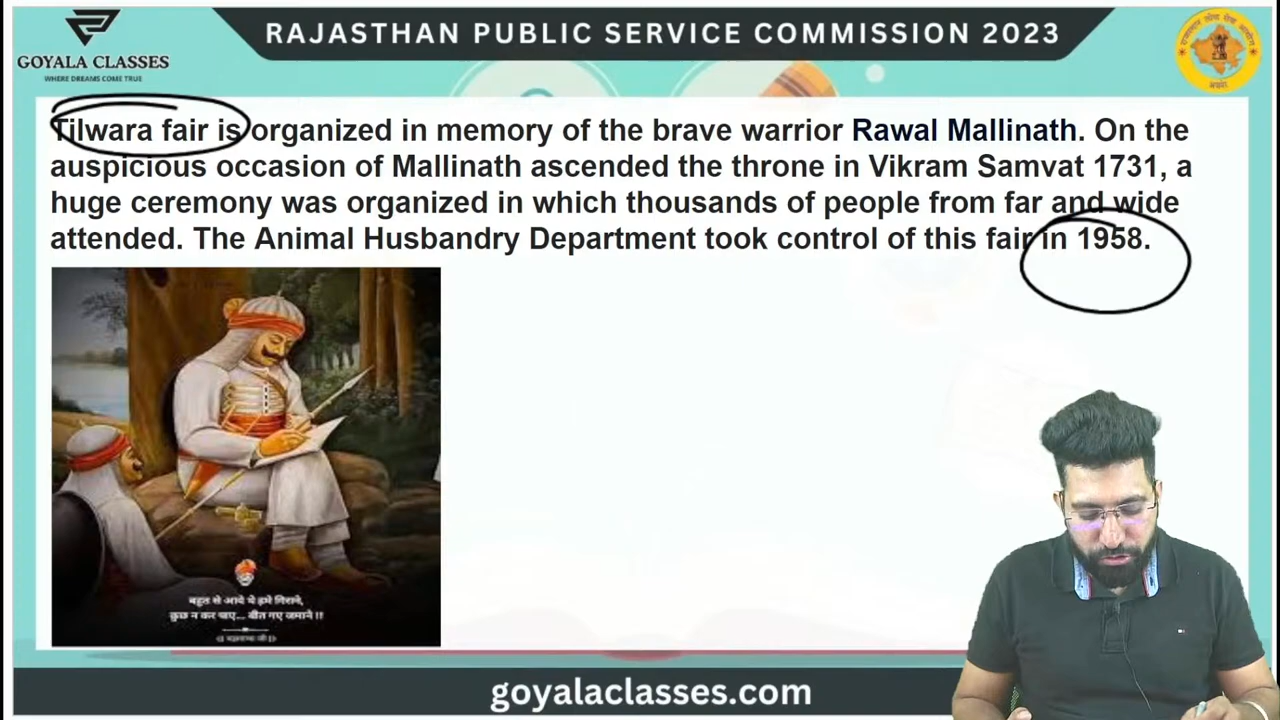 RAJASTHAN PUBLIC SERVICE COMMISSION 2023
GOYALA CLASSES
WHERE DREAMS COME TRUE
Tilwara fair is organized in memory of the brave warrior Rawal Mallinath. On the
auspicious occasion of Mallinath ascended the throne in Vikram Samvat 1731, a
huge ceremony was organized in which thousands of people from far and wide
attended. The Animal Husbandry Department took control of this fair in 1958.
बहुत से आये थे हमे गिराने,
कुछ न कर पाए... बीत गए जमाने !!
goyalaclasses.com